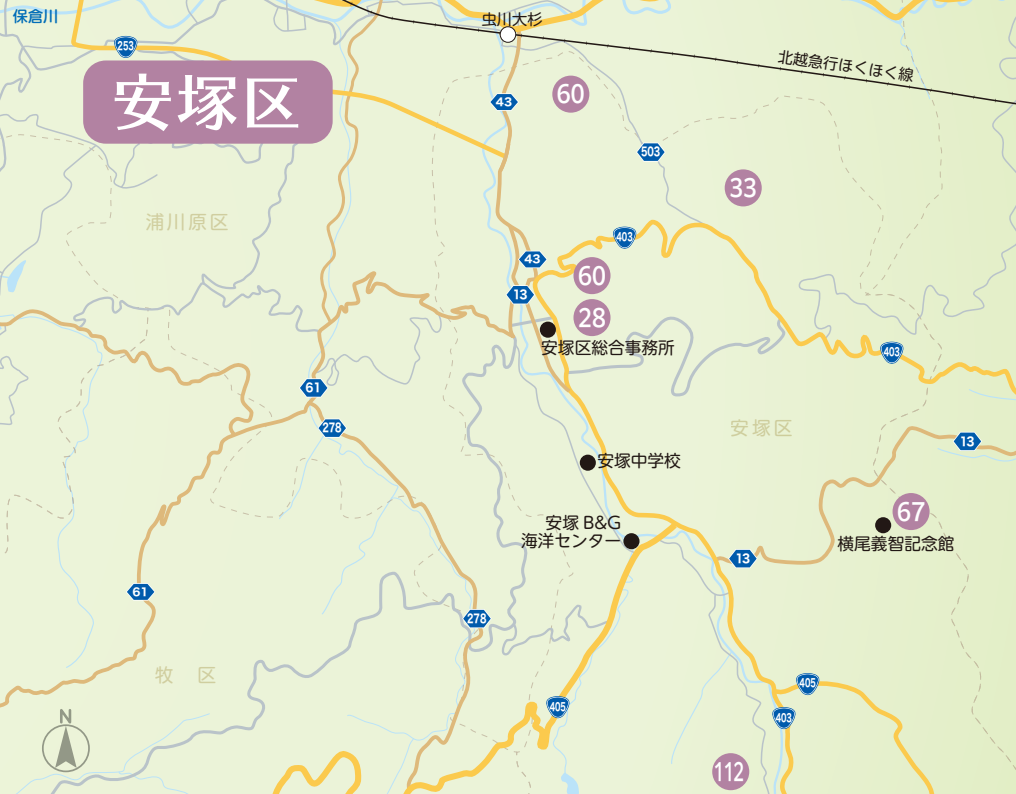 保倉川
虫川大杉
253
北越急行ほくほく線
安塚区
60
43
503
33
浦川原区
403
43
60
13
28
安塚区総合事務所
403
61
278
安塚区
13
安塚中学校
67
安塚 B&G
海洋センター
横尾義智記念館
13
61
278
牧 区
405
405
N
403
112